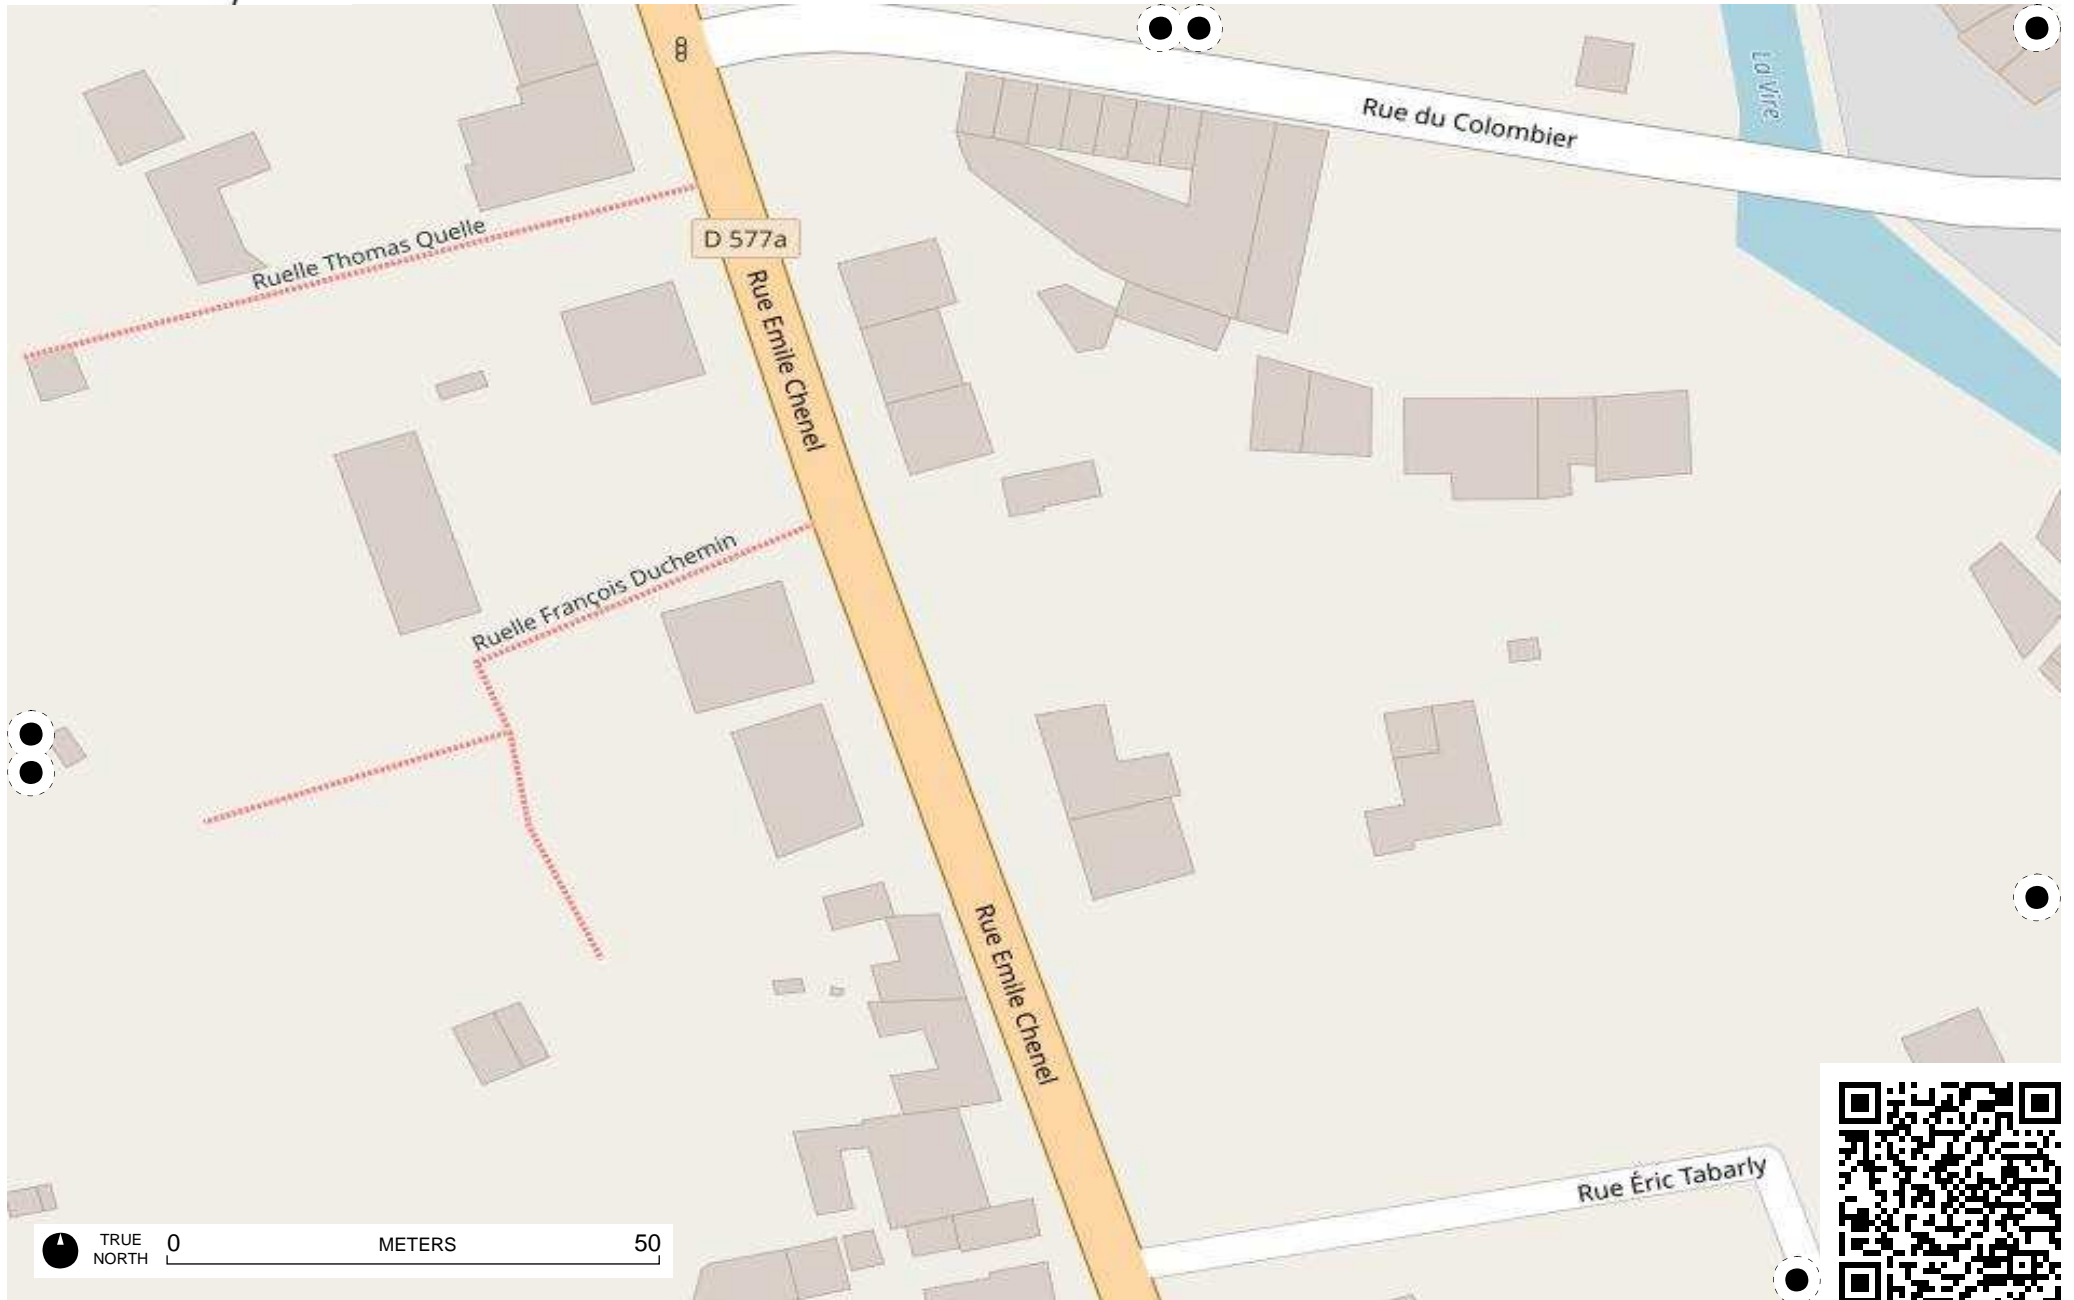 La Vire
Rue du Colombier
Ruelle Thomas Quelle
D 577a
Rue Emile Chenel
Ruelle François Duchemin
Rue Emile Chenel
Rue Éric Tabarly
TRUE
NORTH
0
METERS
50